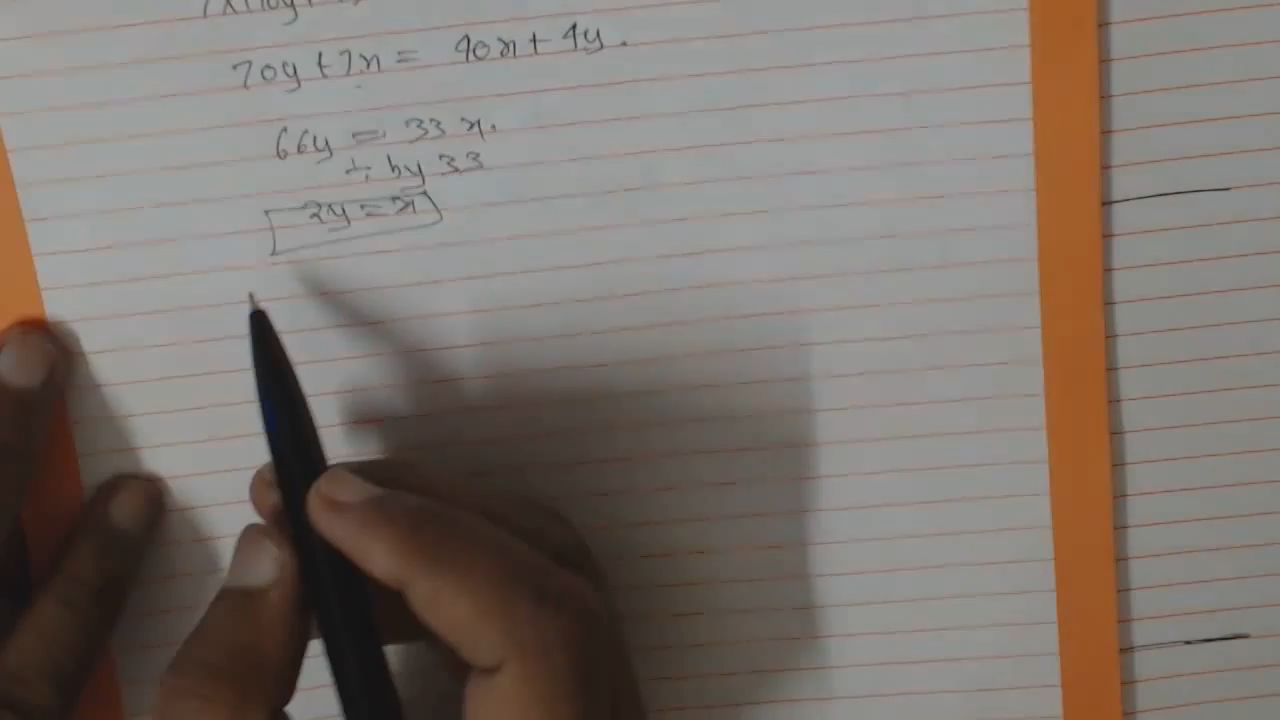 70y + 7x = 40x + 4y.
66y = 33x.
÷ by 33
2y = x